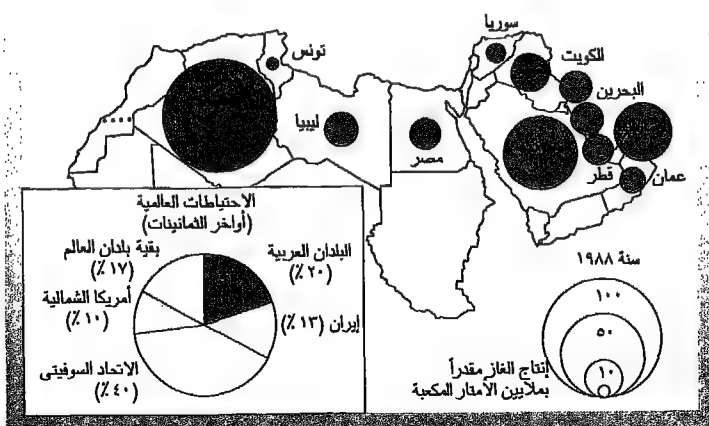 سوريا
تونس
الكويت
البحرين
ليبيا
مصر
قطر
عمان
الاحتياطات العالمية
(أواخر الثمانينات)
البلدان العربية
(٢٠ ٪)
بقية بلدان العالم
(١٧ ٪)
أمريكا الشمالية
(١٠ ٪)
إيران (١٣ ٪)
الاتحاد السوفيتى
(٤٠ ٪)
سنة ١٩٨٨
١٠٠
٥٠
١٠
إنتاج الغاز مقدراً
بملايين الأمتار المكعبة